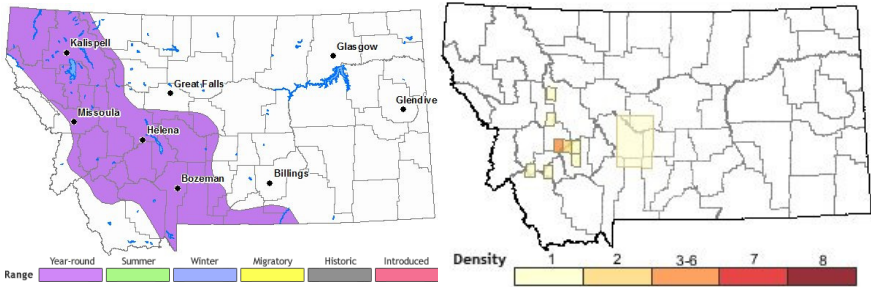 Kalispell
Glasgow
Great Falls
Glendive
Missoula
Helena
Bozeman
Billings
Range
Year-round
Summer
Winter
Migratory
Historic
Introduced
Density
1
2
3-6
7
8